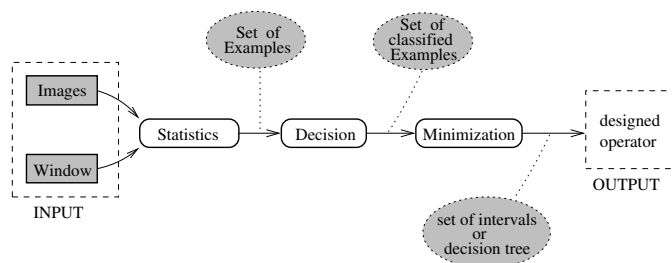 Set of
Examples
Set of
classified
Examples
Images
Window
INPUT
Statistics
Decision
Minimization
designed
operator
OUTPUT
set of intervals
or
decision tree